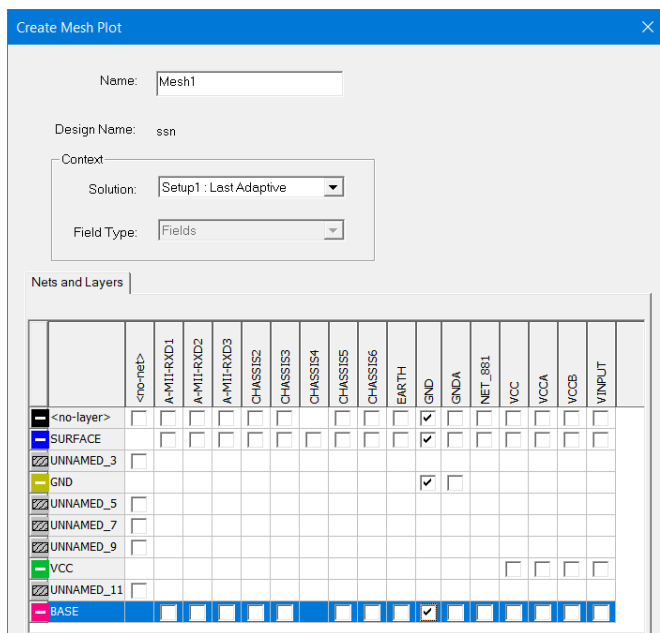 Create Mesh Plot
Name: Mesh1
Design Name: ssn
Context
Solution: Setup1 : Last Adaptive
Field Type: Fields
Nets and Layers
<no-net> A-MII-RXD1 A-MII-RXD2 A-MII-RXD3 CHASSIS2 CHASSIS3 CHASSIS4 CHASSIS5 CHASSIS6 EARTH GND GNDA NET_881 VCC VCCA VCCB VINPUT
<no-layer>
SURFACE
UNNAMED_3
GND
UNNAMED_5
UNNAMED_7
UNNAMED_9
VCC
UNNAMED_11
BASE